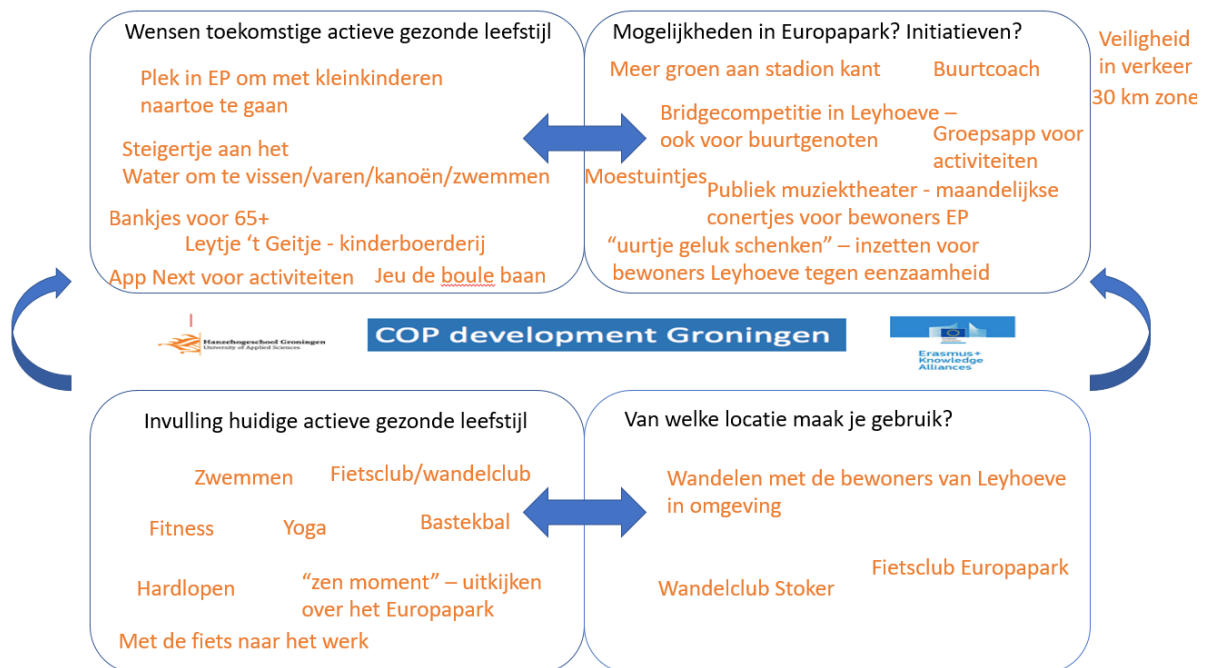 Wensen toekomstige actieve gezonde leefstijl
Plek in EP om met kleinkinderen
naartoe te gaan
Steigertje aan het
Water om te vissen/varen/kanoën/zwemmen
Bankjes voor 65+
Leytje ‘t Geitje - kinderboerderij
App Next voor activiteiten
Jeu de boule baan
Mogelijkheden in Europapark? Initiatieven?
Meer groen aan stadion kant
Buurtcoach
Bridgecompetitie in Leyhoeve –
ook voor buurtgenoten
Groepsapp voor
activiteiten
Moestuintjes
Publiek muziektheater - maandelijkse
conertjes voor bewoners EP
“uurtje geluk schenken” – inzetten voor
bewoners Leyhoeve tegen eenzaamheid
Veiligheid
in verkeer
30 km zone
Hanzehogeschool Groningen
University of Applied Sciences
COP development Groningen
Erasmus+
Knowledge
Alliances
Invulling huidige actieve gezonde leefstijl
Zwemmen
Fietsclub/wandelclub
Fitness
Yoga
Bastekbal
Hardlopen
“zen moment” – uitkijken
over het Europapark
Met de fiets naar het werk
Van welke locatie maak je gebruik?
Wandelen met de bewoners van Leyhoeve
in omgeving
Fietsclub Europapark
Wandelclub Stoker